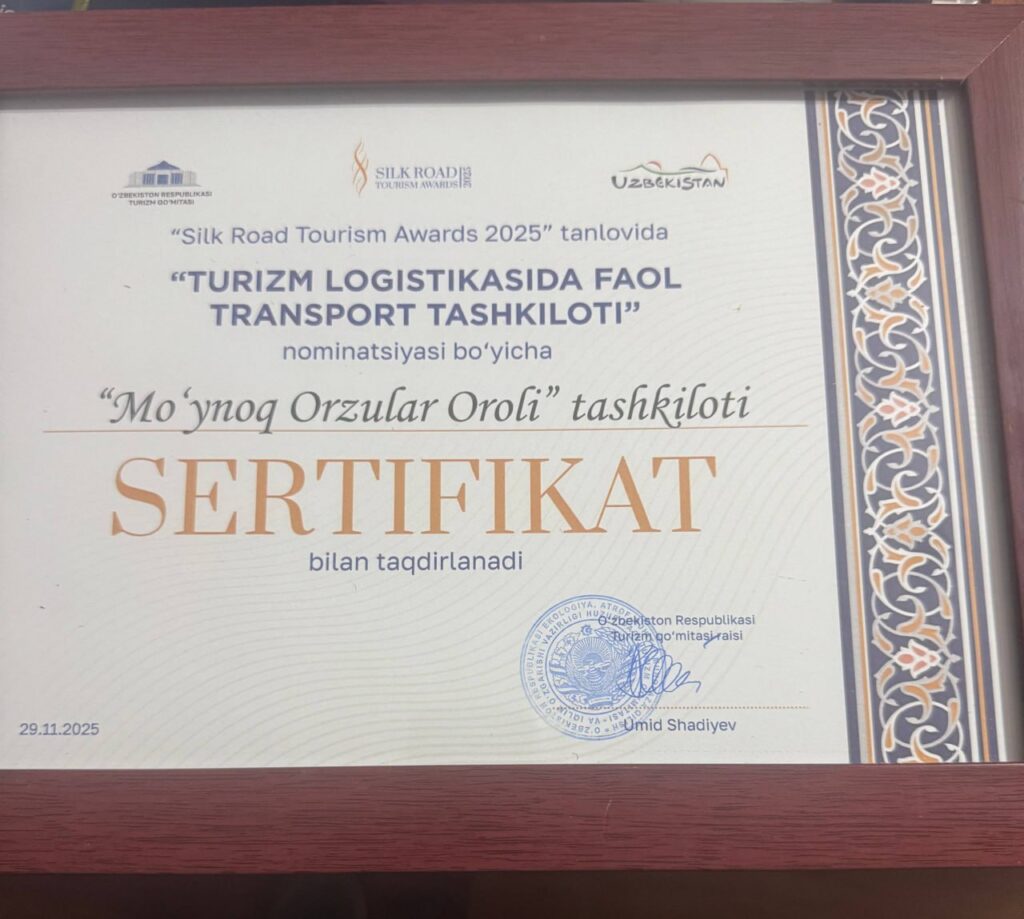 O‘ZBEKISTON RESPUBLIKASI
TURIZM QO‘MITASI
SILK ROAD
TOURISM AWARDS 2025
UZBEKISTAN
“Silk Road Tourism Awards 2025” tanlovida
“TURIZM LOGISTIKASIDA FAOL
TRANSPORT TASHKILOTI”
nominatsiyasi bo‘yicha
“Mo‘ynoq Orzular Oroli” tashkiloti
SERTIFIKAT
bilan taqdirlanadi
O‘zbekiston Respublikasi
Turizm qo‘mitasi raisi
Umid Shadiyev
29.11.2025